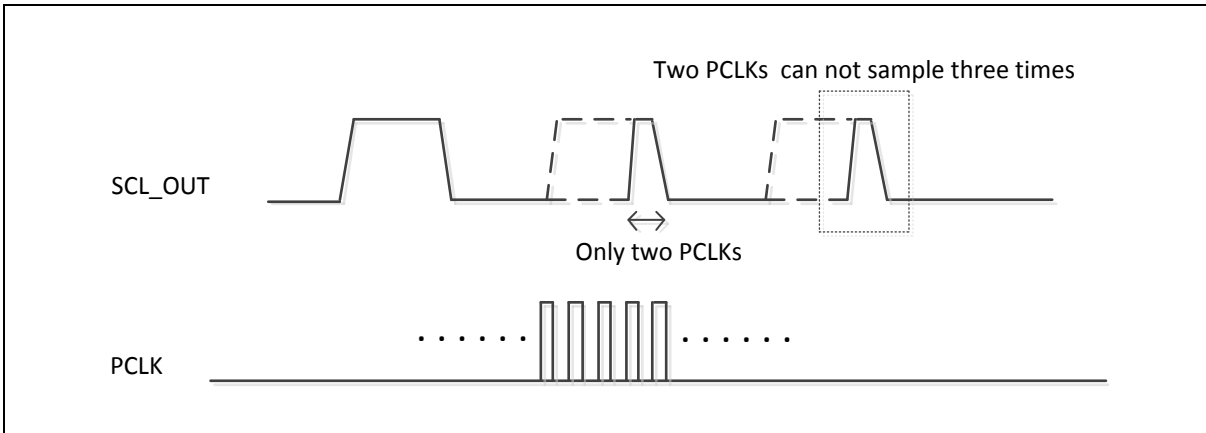 Two PCLKs can not sample three times
SCL_OUT
Only two PCLKs
. . . . . . . . . . . .
PCLK